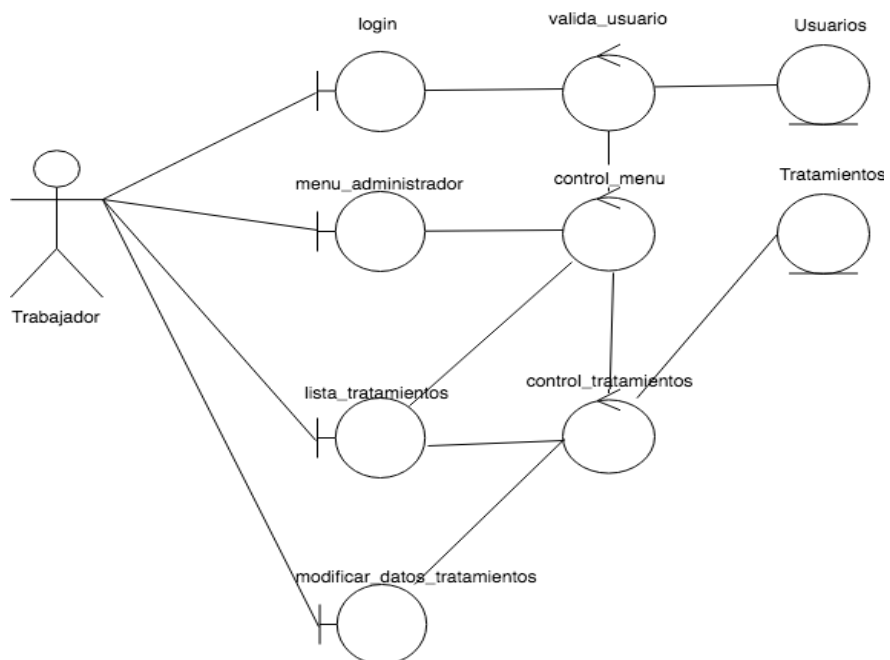 login
valida_usuario
Usuarios
menu_administrador
control_menu
Tratamientos
Trabajador
lista_tratamientos
control_tratamientos
modificar_datos_tratamientos